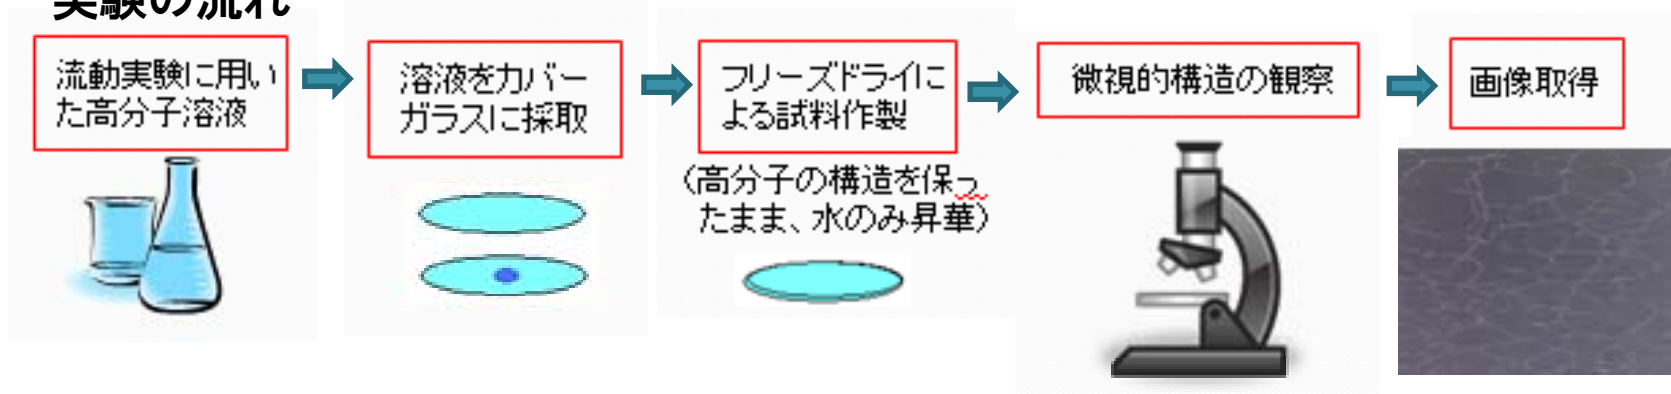 実験の流れ
流動実験に用い
た高分子溶液
溶液をカバー
ガラスに採取
フリーズドライに
よる試料作製
(高分子の構造を保っ
たまま、水のみ昇華)
微視的構造の観察
画像取得